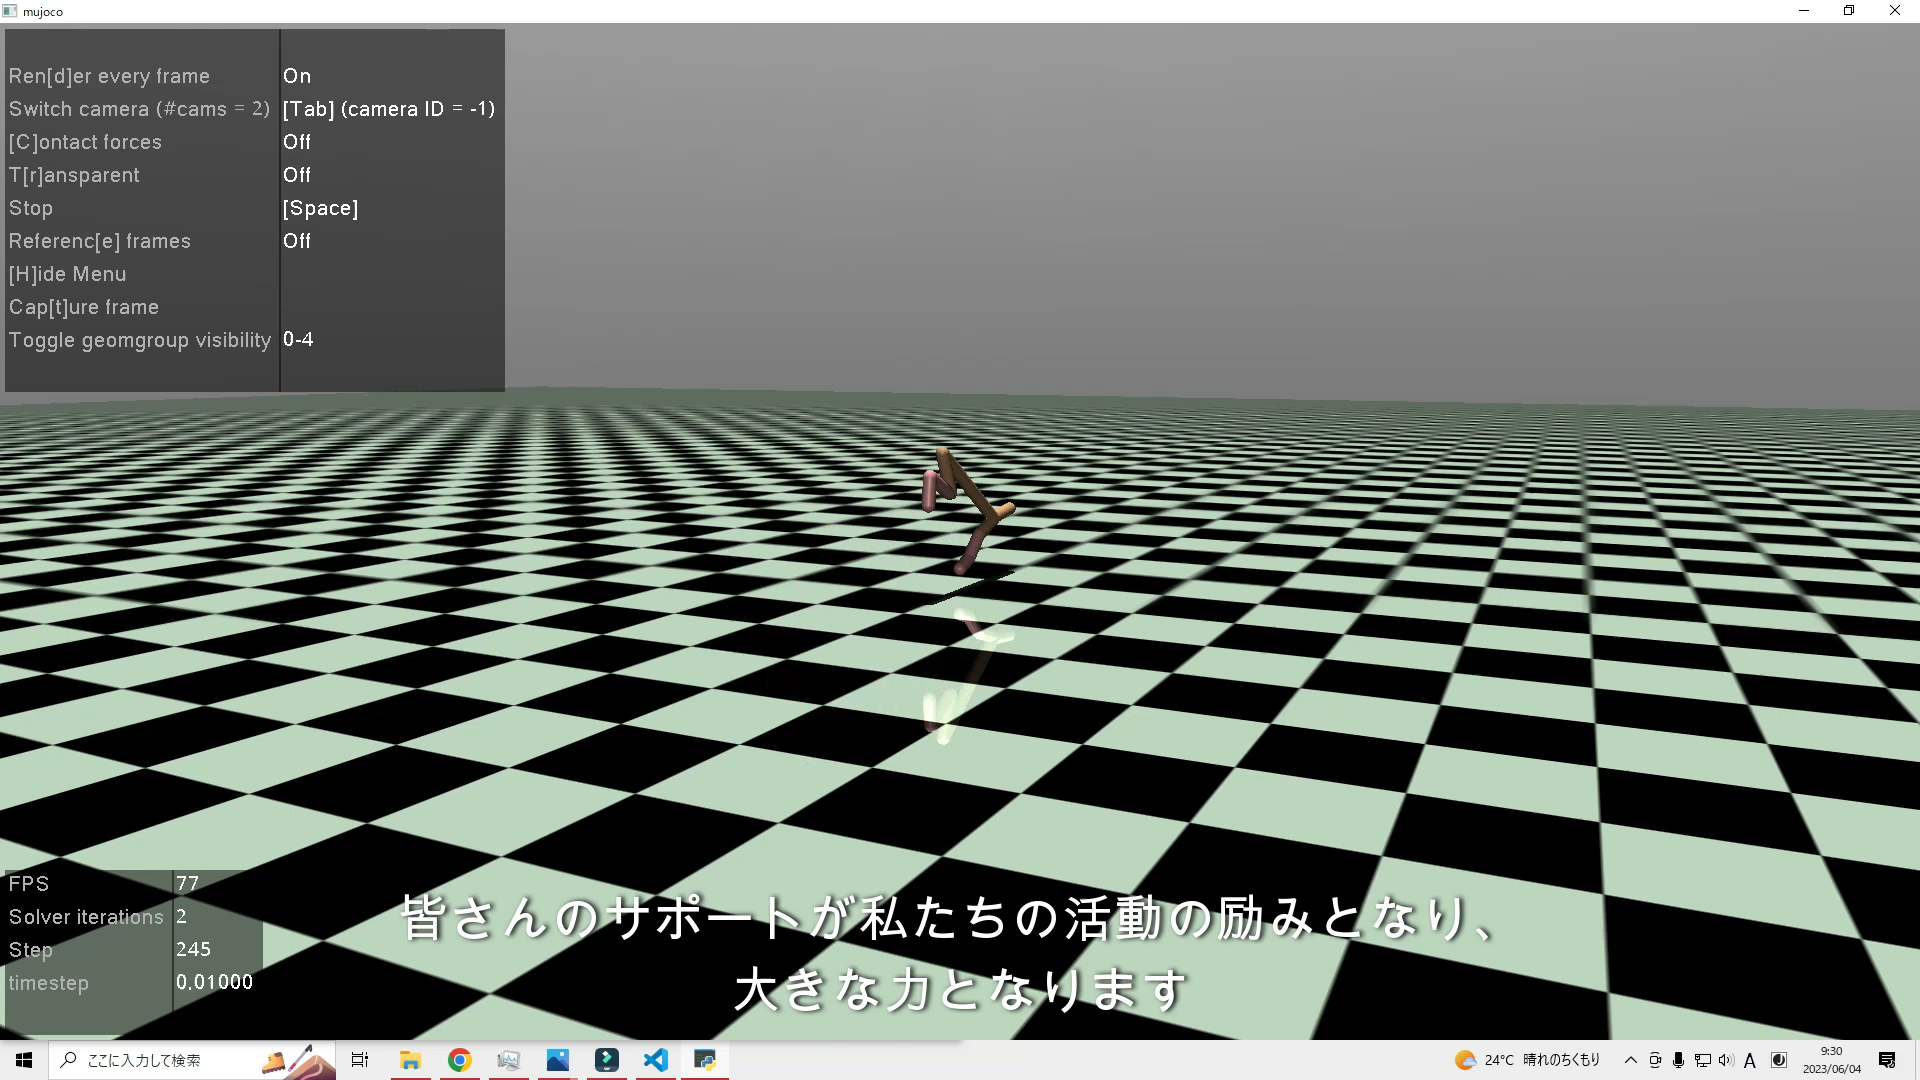 mujoco
Ren[d]er every frame On
Switch camera (#cams = 2) [Tab] (camera ID = -1)
[C]ontact forces Off
T[r]ansparent Off
Stop [Space]
Referenc[e] frames Off
[H]ide Menu
Cap[t]ure frame
Toggle geomgroup visibility 0-4
FPS 77
Solver iterations 2
Step 245
timestep 0.01000
皆さんのサポートが私たちの活動の励みとなり、
大きな力となります
ここに入力して検索
24°C 晴れのちくもり
A
9:30
2023/06/04